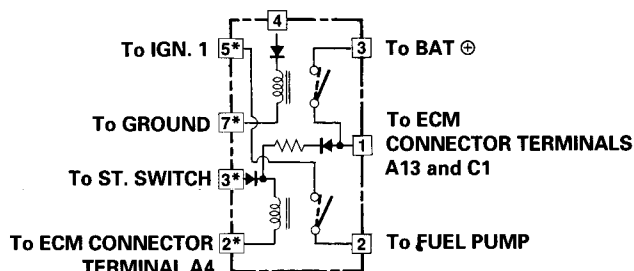 4
To IGN. 1 5* 3 To BAT ⊕
To GROUND 7*
To ECM
1 CONNECTOR TERMINALS
A13 and C1
To ST. SWITCH 3*
To ECM CONNECTOR 2* 2 To FUEL PUMP
TERMINAL A4